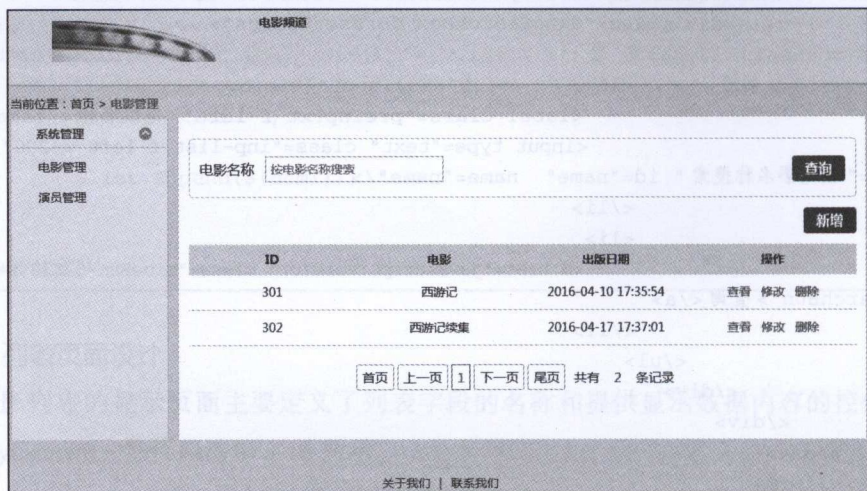 电影频道
当前位置：首页 > 电影管理
系统管理
电影管理
演员管理
电影名称 按电影名称搜索 查询
新增
ID 电影 出版日期 操作
301 西游记 2016-04-10 17:35:54 查看 修改 删除
302 西游记续集 2016-04-17 17:37:01 查看 修改 删除
首页 上一页 1 下一页 尾页 共有 2 条记录
关于我们 | 联系我们